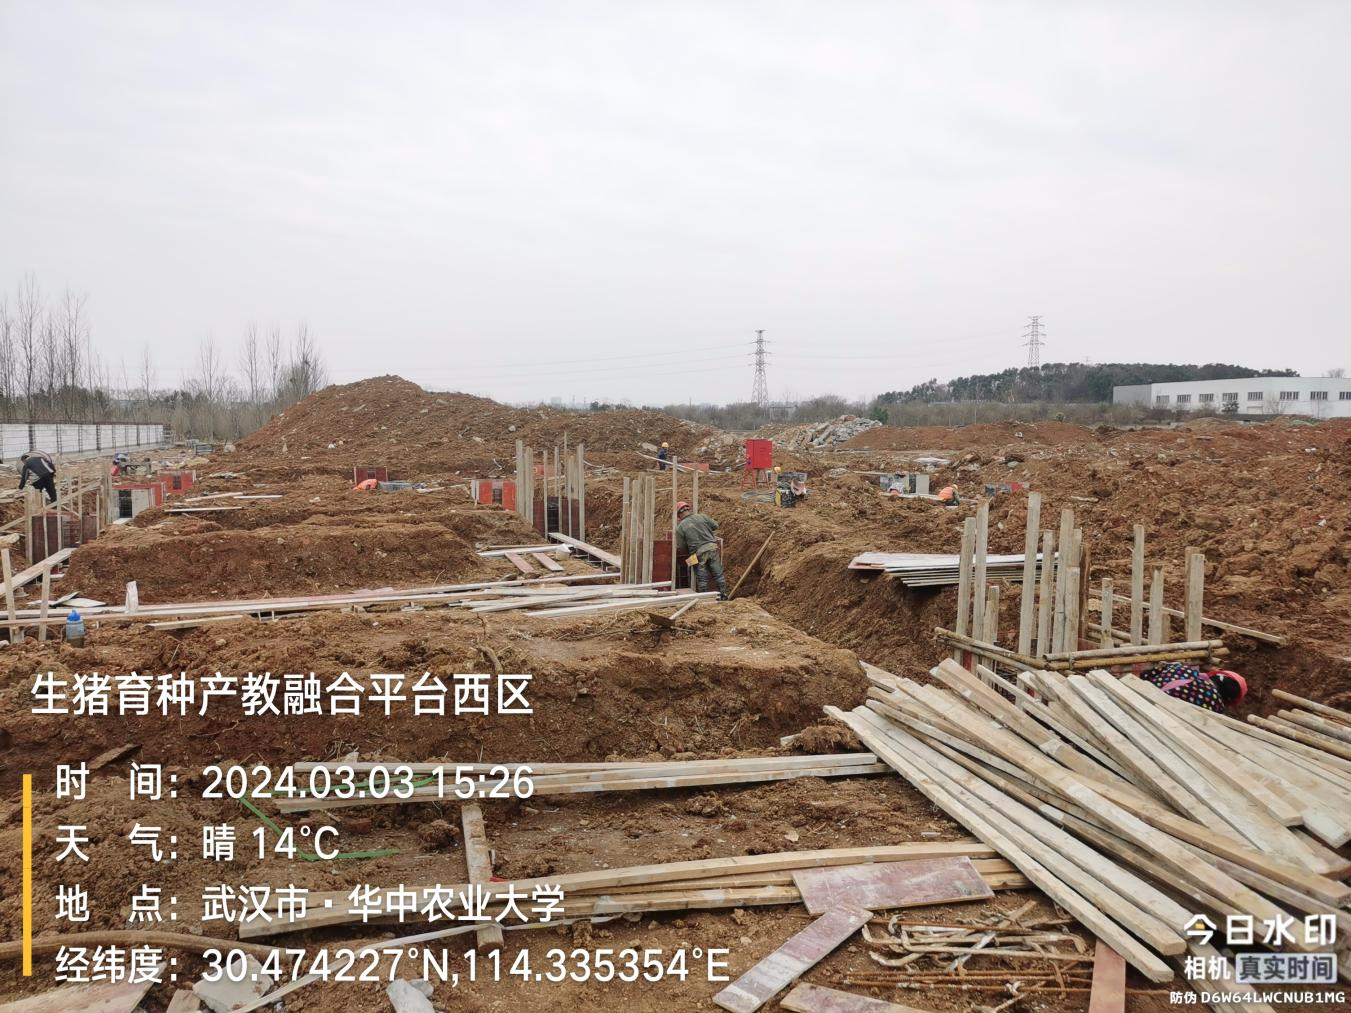 生猪育种产教融合平台西区
时 间：2024.03.03 15:26
天 气：晴 14°C
地 点：武汉市·华中农业大学
经纬度：30.474227°N,114.335354°E
今日水印
相机 真实时间
防伪 D6W64LWCNUB1MG